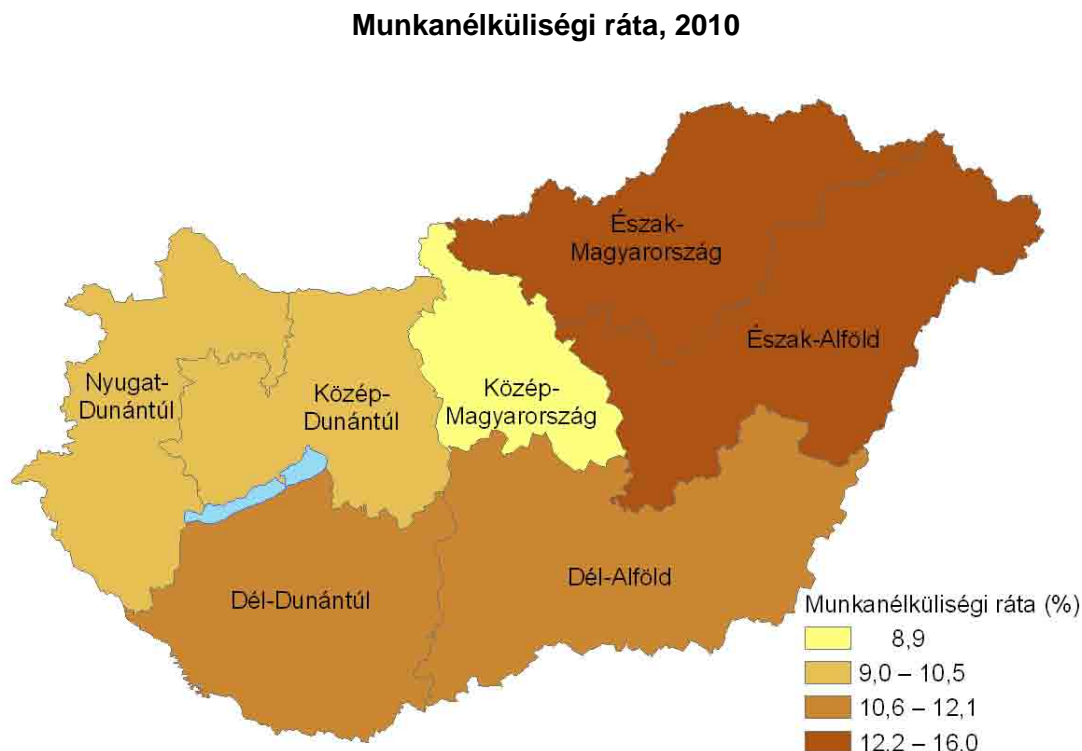 Munkanélküliségi ráta, 2010
Észak-
Magyarország
Észak-Alföld
Nyugat-
Dunántúl
Közép-
Dunántúl
Közép-
Magyarország
Dél-Dunántúl
Dél-Alföld
Munkanélküliségi ráta (%)
8,9
9,0 – 10,5
10,6 – 12,1
12,2 – 16,0